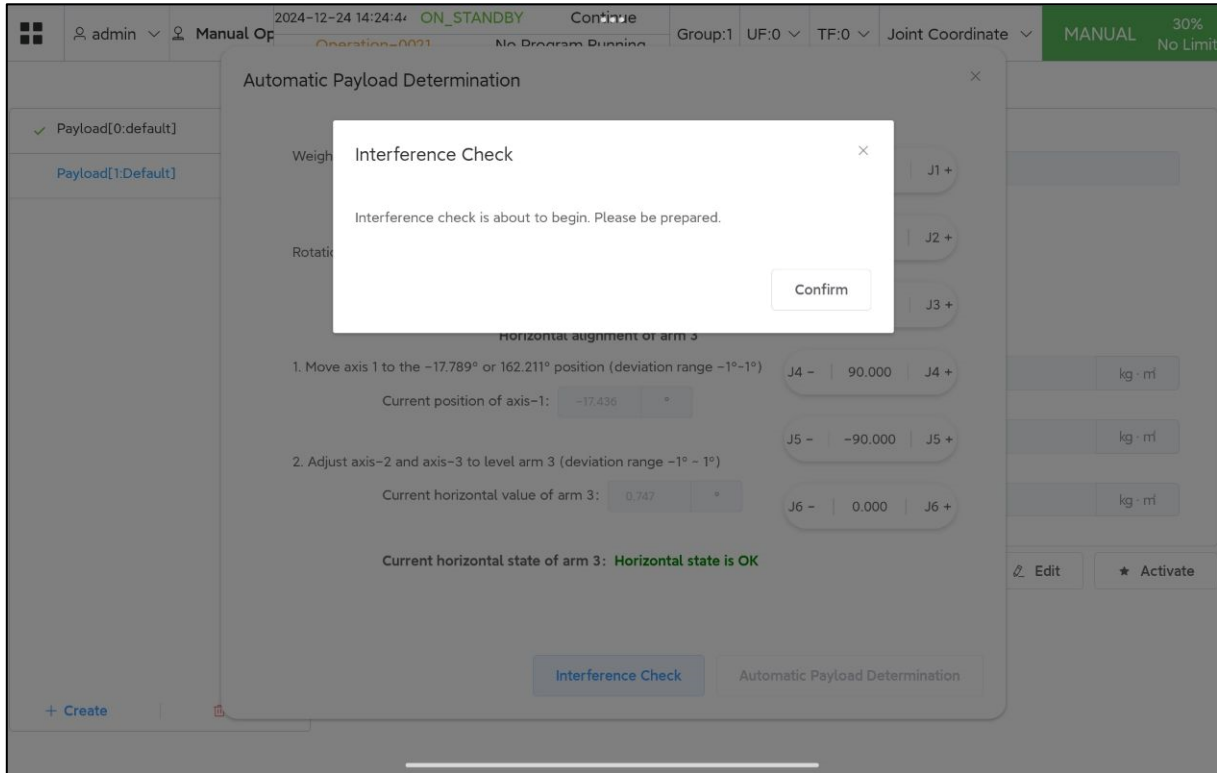 2024-12-24 14:24:44 ON_STANDBY Continue
admin Manual Op Group:1 UF:0 TF:0 Joint Coordinate MANUAL 30%
No Limit
Operation-0021 No Program Running
Automatic Payload Determination
Payload[0:default]
Payload[1:Default]
Weigh
Interference Check
Interference check is about to begin. Please be prepared.
Confirm
Rotatio
J1 +
J2 +
J3 +
Horizontal alignment of arm 3
1. Move axis 1 to the -17.789° or 162.211° position (deviation range -1°-1°)
Current position of axis-1: -17.436 °
J4 - 90.000 J4 +
kg · m²
2. Adjust axis-2 and axis-3 to level arm 3 (deviation range -1° - 1°)
J5 - -90.000 J5 +
kg · m²
Current horizontal value of arm 3: 0.747 °
J6 - 0.000 J6 +
kg · m²
Current horizontal state of arm 3: Horizontal state is OK
Edit Activate
Interference Check Automatic Payload Determination
+ Create